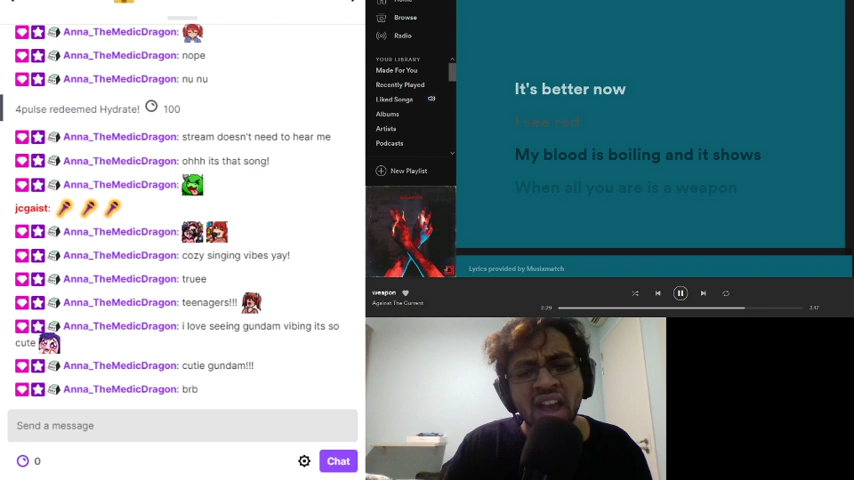 Anna_TheMedicDragon:
Anna_TheMedicDragon: nope
Anna_TheMedicDragon: nu nu
4pulse redeemed Hydrate! 100
Anna_TheMedicDragon: stream doesn't need to hear me
Anna_TheMedicDragon: ohhh its that song!
Anna_TheMedicDragon:
jcgaist:
Anna_TheMedicDragon:
Anna_TheMedicDragon: cozy singing vibes yay!
Anna_TheMedicDragon: truee
Anna_TheMedicDragon: teenagers!!!
Anna_TheMedicDragon: i love seeing gundam vibing its so
cute
Anna_TheMedicDragon: cutie gundam!!!
Anna_TheMedicDragon: brb
Send a message
0
Chat
Browse
Radio
YOUR LIBRARY
Made For You
Recently Played
Liked Songs
Albums
Artists
Podcasts
New Playlist
It's better now
I see red
My blood is boiling and it shows
When all you are is a weapon
Lyrics provided by Musixmatch
weapon
Against The Current